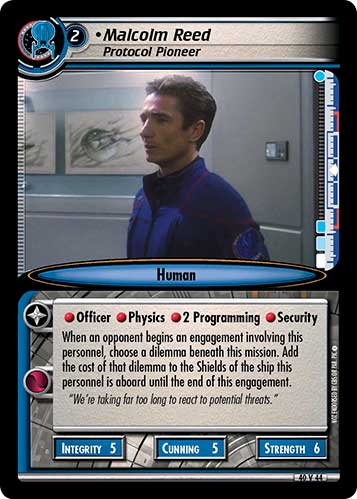 2
•Malcolm Reed
Protocol Pioneer
Human
Officer Physics 2 Programming Security
When an opponent begins an engagement involving this
personnel, choose a dilemma beneath this mission. Add
the cost of that dilemma to the Shields of the ship this
personnel is aboard until the end of this engagement.
"We're taking far too long to react to potential threats."
INTEGRITY 5 CUNNING 5 STRENGTH 6
40 V 44